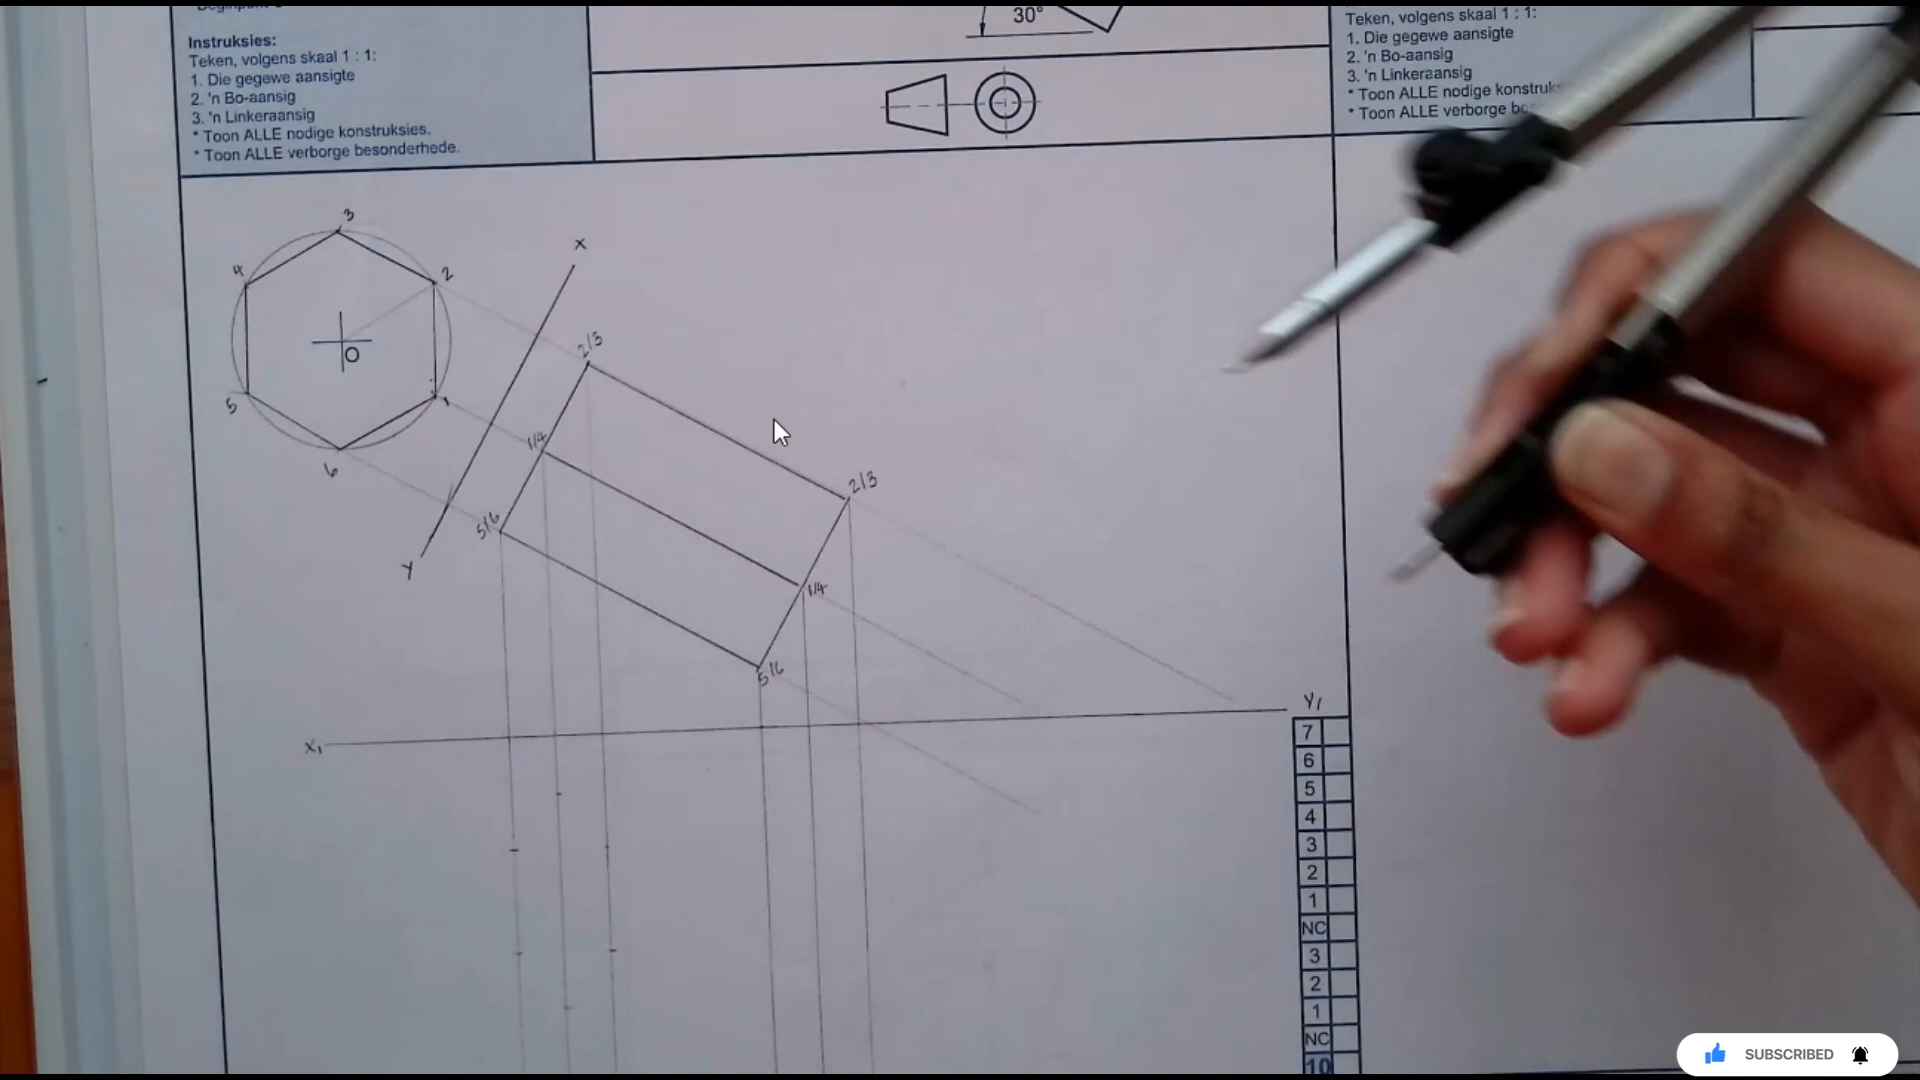 Instruksies:
Teken, volgens skaal 1 : 1:
1. Die gegewe aansigte
2. 'n Bo-aansig
3. 'n Linkeraansig
* Toon ALLE nodige konstruksies.
* Toon ALLE verborge besonderhede.
30°
Teken, volgens skaal 1 : 1:
1. Die gegewe aansigte
2. 'n Bo-aansig
3. 'n Linkeraansig
* Toon ALLE nodige
* Toon ALLE verborge
3
4
2
O
5
1
6
X
2/3
1/4
5/6
Y
2/3
1/4
5/6
X1
Y1
7
6
5
4
3
2
1
NC
3
2
1
NC
10
SUBSCRIBED